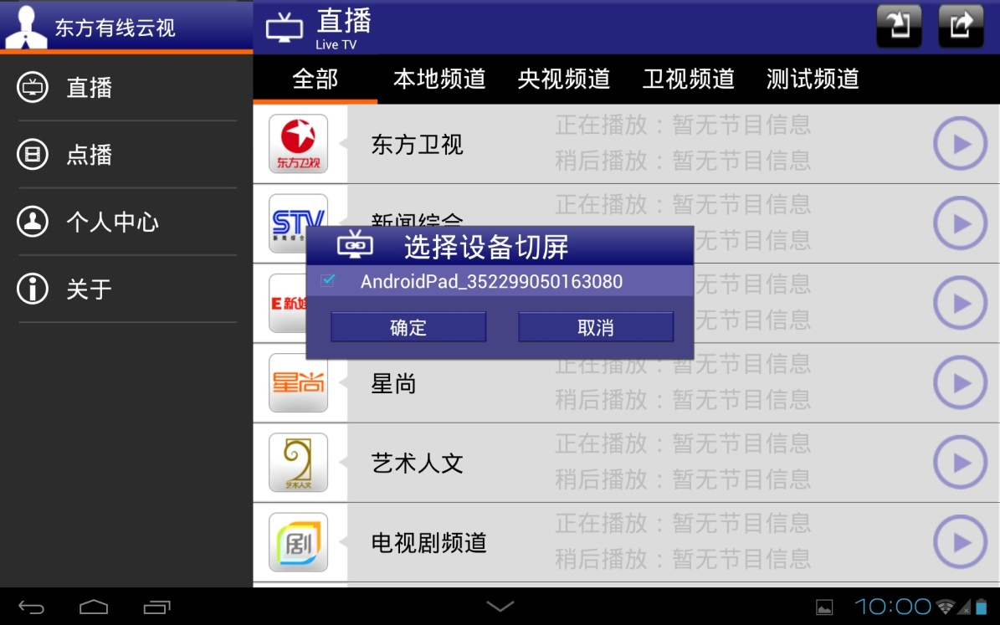 东方有线云视
直播
点播
个人中心
关于
直播
Live TV
全部 本地频道 央视频道 卫视频道 测试频道
东方卫视
东方卫视
正在播放：暂无节目信息
稍后播放：暂无节目信息
STV
新闻综合
正在播放：暂无节目信息
无节目信息
选择设备切屏
AndroidPad_352299050163080
确定 取消
E 新娱
无节目信息
无节目信息
星尚
星尚
正在播放：暂无节目信息
稍后播放：暂无节目信息
艺术人文
艺术人文
正在播放：暂无节目信息
稍后播放：暂无节目信息
剧
电视剧频道
正在播放：暂无节目信息
稍后播放：暂无节目信息
10:00